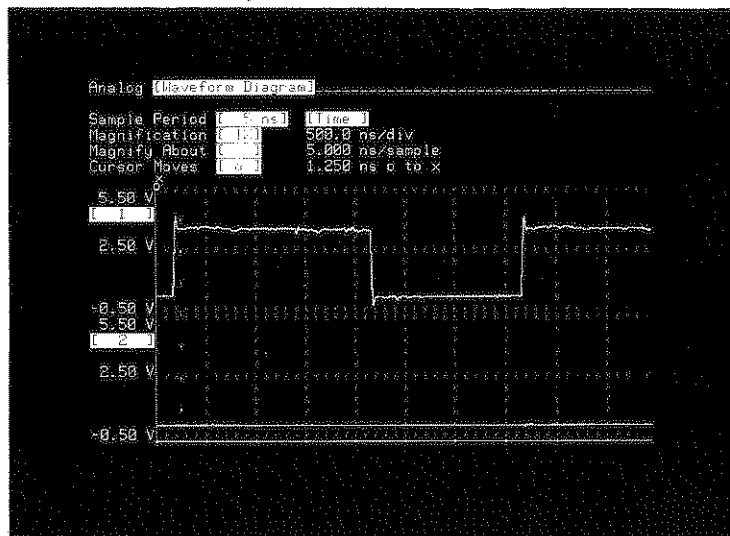 Analog [Waveform Diagram]
Sample Period [ 5 ns] [Time ]
Magnification 500.0 ns/div
Magnify About 5.000 ns/sample
Cursor Moves 1.250 ns o to x
x
o
5.50 V
[ 1 ]
2.50 V
-0.50 V
5.50 V
[ 2 ]
2.50 V
-0.50 V